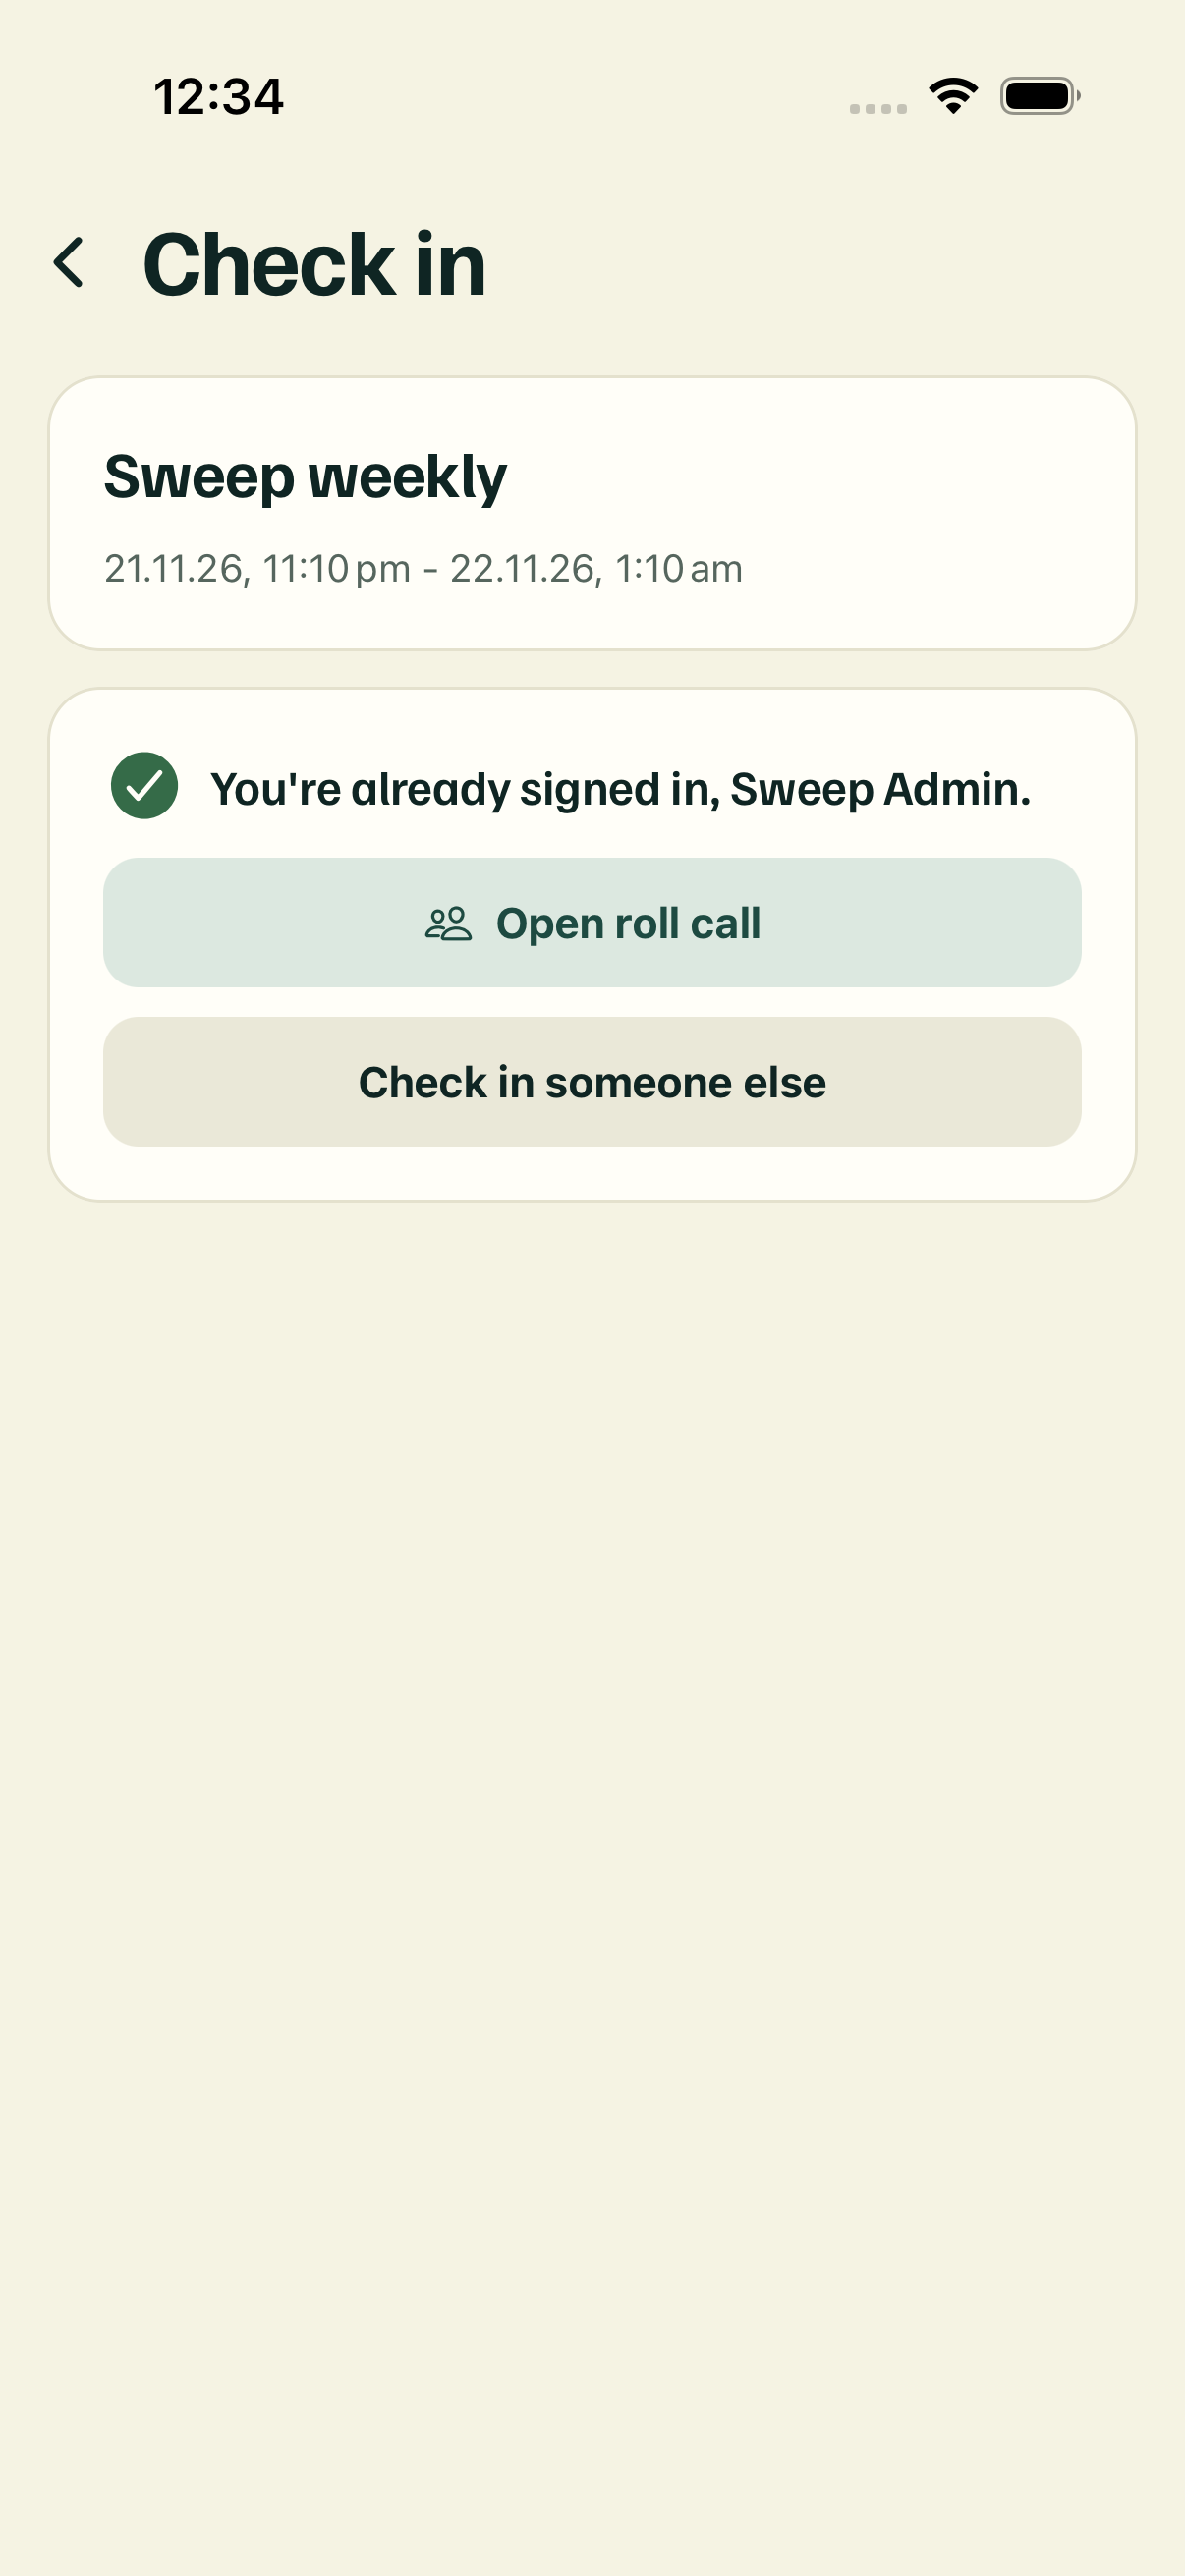 12:34
Check in
Sweep weekly
21.11.26, 11:10 pm - 22.11.26, 1:10 am
You're already signed in, Sweep Admin.
Open roll call
Check in someone else